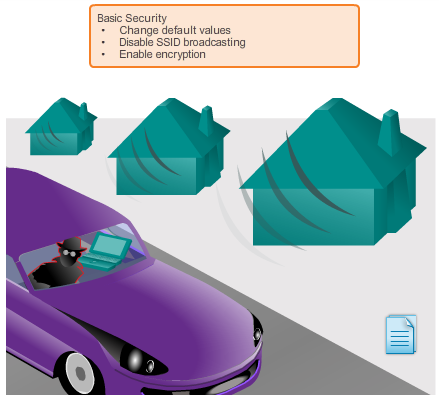 Basic Security
• Change default values
• Disable SSID broadcasting
• Enable encryption